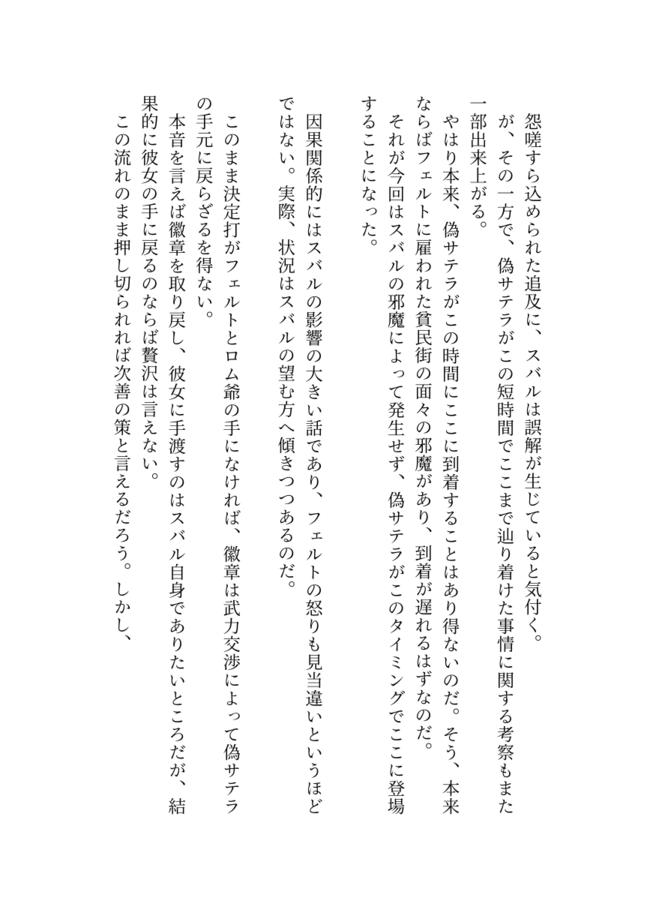 怨嗟すら込められた追及に、スバルは誤解が生じていると気付く。
が、その一方で、偽サテラがこの短時間でここまで辿り着けた事情に関する考察もまた
一部出来上がる。
やはり本来、偽サテラがこの時間にここに到着することはあり得ないのだ。そう、本来
ならばフェルトに雇われた貧民街の面々の邪魔があり、到着が遅れるはずなのだ。
それが今回はスバルの邪魔によって発生せず、偽サテラがこのタイミングでここに登場
することになった。
因果関係的にはスバルの影響の大きい話であり、フェルトの怒りも見当違いというほど
ではない。実際、状況はスバルの望む方へ傾きつつあるのだ。
このまま決定打がフェルトとロム爺の手になければ、徽章は武力交渉によって偽サテラ
の手元に戻らざるを得ない。
本音を言えば徽章を取り戻し、彼女に手渡すのはスバル自身でありたいところだが、結
果的に彼女の手に戻るのならば贅沢は言えない。
この流れのまま押し切られれば次善の策と言えるだろう。しかし、